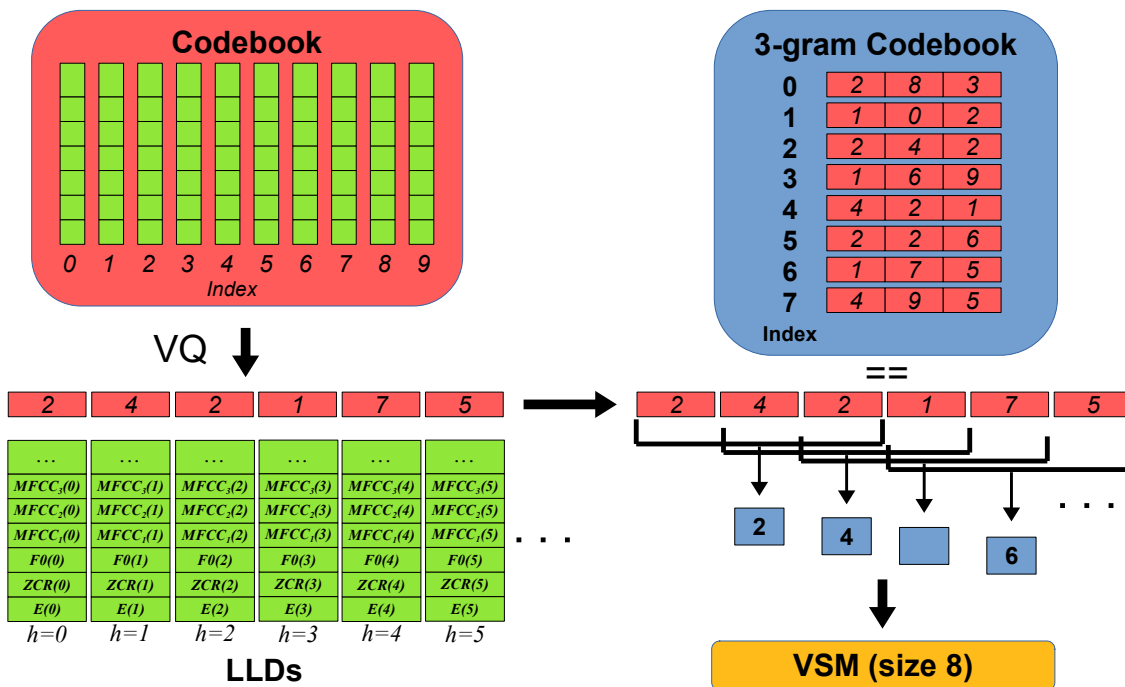 Codebook
0 1 2 3 4 5 6 7 8 9
Index
3-gram Codebook
0 2 8 3
1 1 0 2
2 2 4 2
3 1 6 9
4 4 2 1
5 2 2 6
6 1 7 5
7 4 9 5
Index
VQ
==
2 4 2 1 7 5
2 4 2 1 7 5
... ... ... ... ... ...
MFCC₃(0) MFCC₃(1) MFCC₃(2) MFCC₃(3) MFCC₃(4) MFCC₃(5)
MFCC₂(0) MFCC₂(1) MFCC₂(2) MFCC₂(3) MFCC₂(4) MFCC₂(5)
MFCC₁(0) MFCC₁(1) MFCC₁(2) MFCC₁(3) MFCC₁(4) MFCC₁(5)
. . .
F0(0) F0(1) F0(2) F0(3) F0(4) F0(5)
ZCR(0) ZCR(1) ZCR(2) ZCR(3) ZCR(4) ZCR(5)
E(0) E(1) E(2) E(3) E(4) E(5)
h=0 h=1 h=2 h=3 h=4 h=5
LLDs
2 4 6
. . .
VSM (size 8)